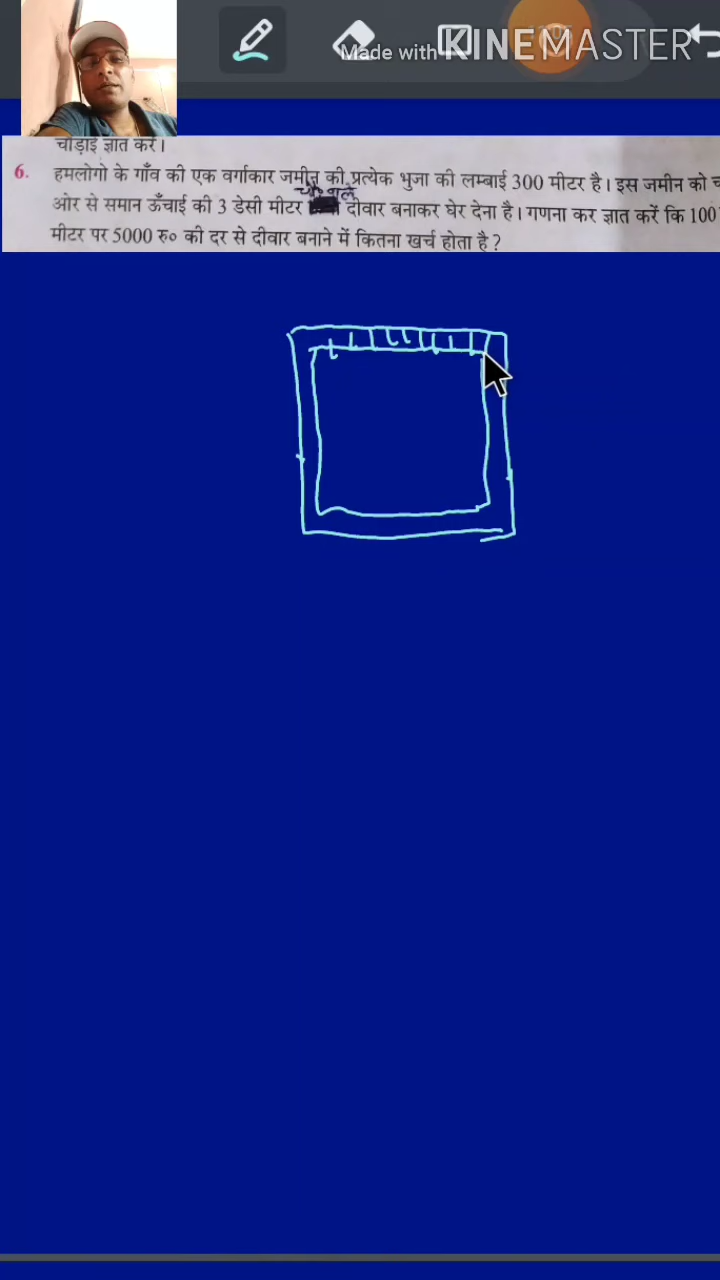 Made with KINEMASTER
चौड़ाई ज्ञात करें।
6. हमलोगो के गाँव की एक वर्गाकार जमीन की प्रत्येक भुजा की लम्बाई 300 मीटर है। इस जमीन को च
ओर से समान ऊँचाई की 3 डेसी मीटर दीवार बनाकर घेर देना है। गणना कर ज्ञात करें कि 100
मीटर पर 5000 रु० की दर से दीवार बनाने में कितना खर्च होता है ?